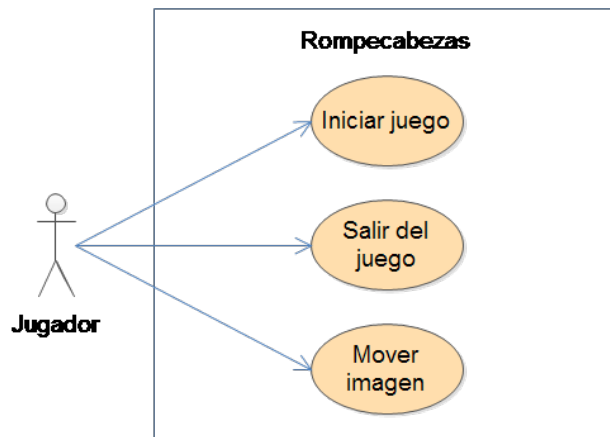 Rompecabezas
Iniciar juego
Salir del
juego
Jugador
Mover
imagen